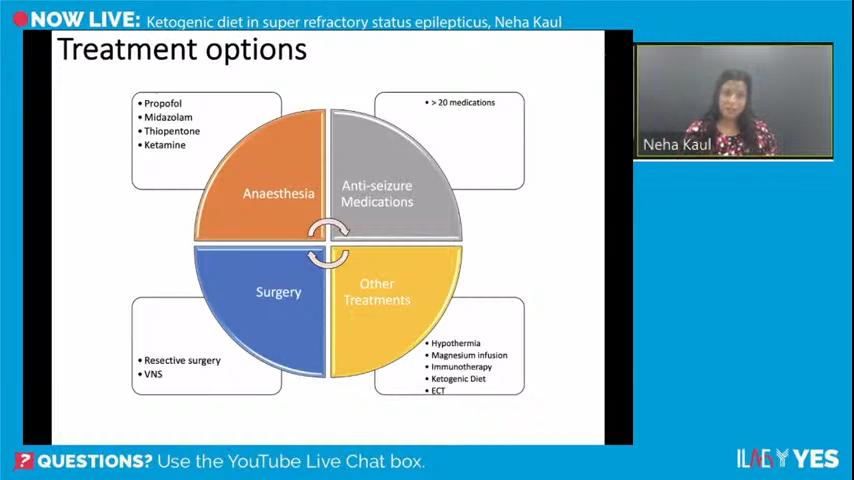 NOW LIVE: Ketogenic diet in super refractory status epilepticus, Neha Kaul
Treatment options
• Propofol
• Midazolam
• Thiopentone
• Ketamine
• > 20 medications
Anaesthesia
Anti-seizure
Medications
Surgery
Other
Treatments
• Resective surgery
• VNS
• Hypothermia
• Magnesium infusion
• Immunotherapy
• Ketogenic Diet
• ECT
Neha Kaul
? QUESTIONS? Use the YouTube Live Chat box.
ILAE YES